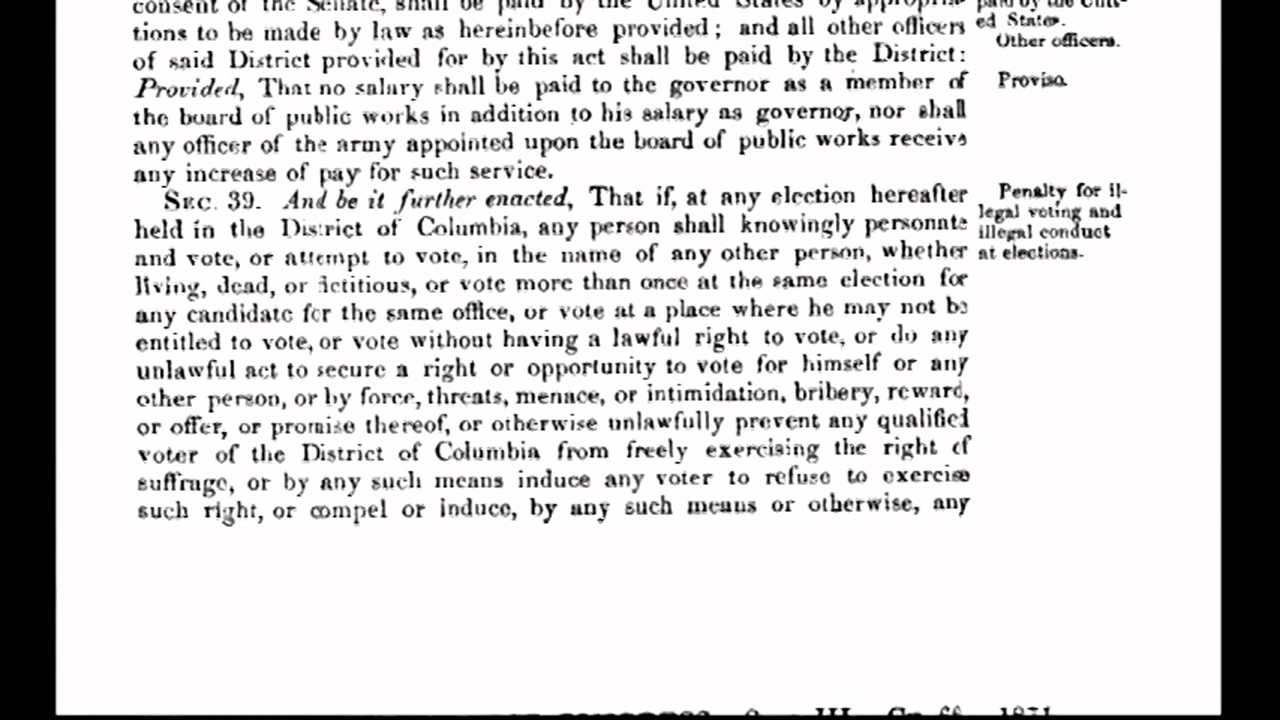 consent of the Senate, shall be paid by the United States by appropria-
tions to be made by law as hereinbefore provided; and all other officers
of said District provided for by this act shall be paid by the District:
Provided, That no salary shall be paid to the governor as a member of
the board of public works in addition to his salary as governor, nor shall
any officer of the army appointed upon the board of public works receive
any increase of pay for such service.
SEC. 39. And be it further enacted, That if, at any election hereafter
held in the District of Columbia, any person shall knowingly personate
and vote, or attempt to vote, in the name of any other person, whether
living, dead, or fictitious, or vote more than once at the same election for
any candidate for the same office, or vote at a place where he may not be
entitled to vote, or vote without having a lawful right to vote, or do any
unlawful act to secure a right or opportunity to vote for himself or any
other person, or by force, threats, menace, or intimidation, bribery, reward,
or offer, or promise thereof, or otherwise unlawfully prevent any qualified
voter of the District of Columbia from freely exercising the right of
suffrage, or by any such means induce any voter to refuse to exercise
such right, or compel or induce, by any such means or otherwise, any
paid by the Unit-
ed States.
Other officers.
Proviso.
Penalty for il-
legal voting and
illegal conduct
at elections.
III. 1871